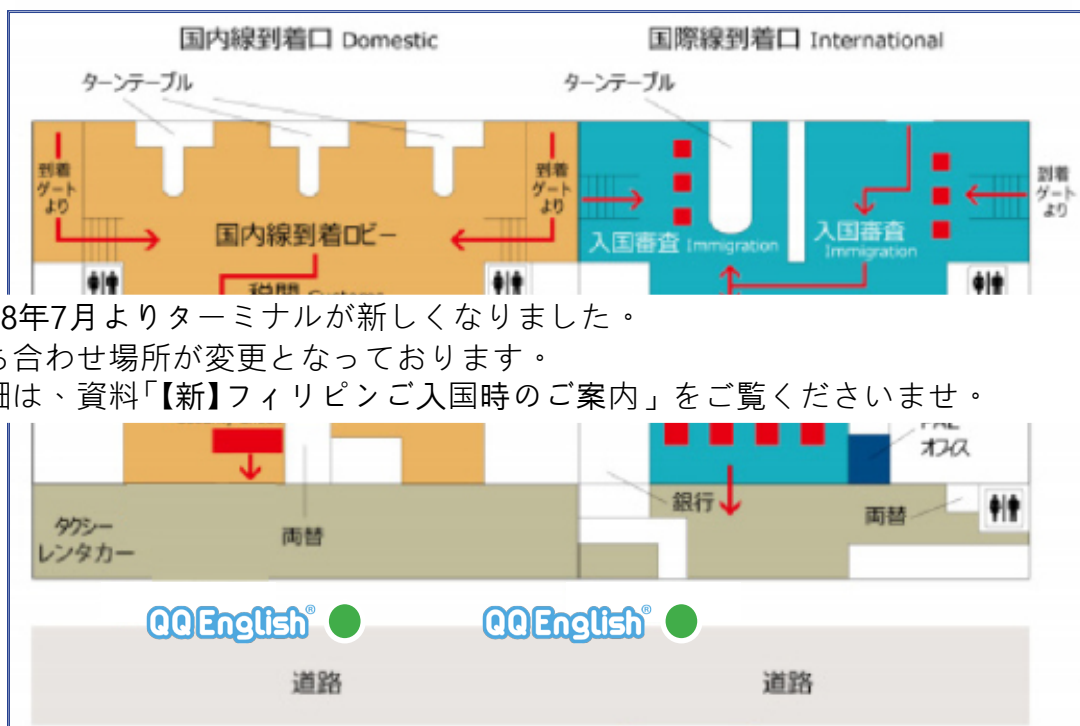 国内線到着口 Domestic
国際線到着口 International
ターンテーブル
ターンテーブル
到着
ゲート
より
到着
ゲート
より
到着
ゲート
より
国内線到着ロビー
入国審査 Immigration
入国審査
Immigration
8年7月よりターミナルが新しくなりました。
合わせ場所が変更となっております。
は、資料「【新】フィリピンご入国時のご案内」をご覧くださいませ。
オフィス
銀行
両替
両替
タクシー
レンタカー
QQEnglish®
QQEnglish®
道路
道路